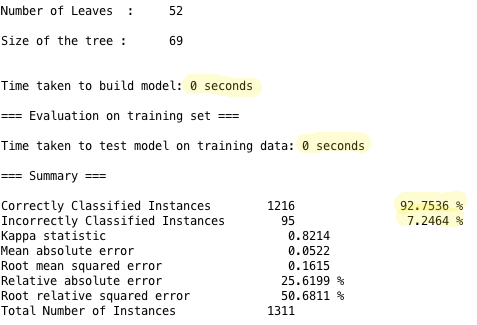 Number of Leaves  :     52
Size of the tree :      69
Time taken to build model: 0 seconds
=== Evaluation on training set ===
Time taken to test model on training data: 0 seconds
=== Summary ===
Correctly Classified Instances        1216               92.7536 %
Incorrectly Classified Instances        95                7.2464 %
Kappa statistic                          0.8214
Mean absolute error                      0.0522
Root mean squared error                  0.1615
Relative absolute error                 25.6199 %
Root relative squared error             50.6811 %
Total Number of Instances             1311